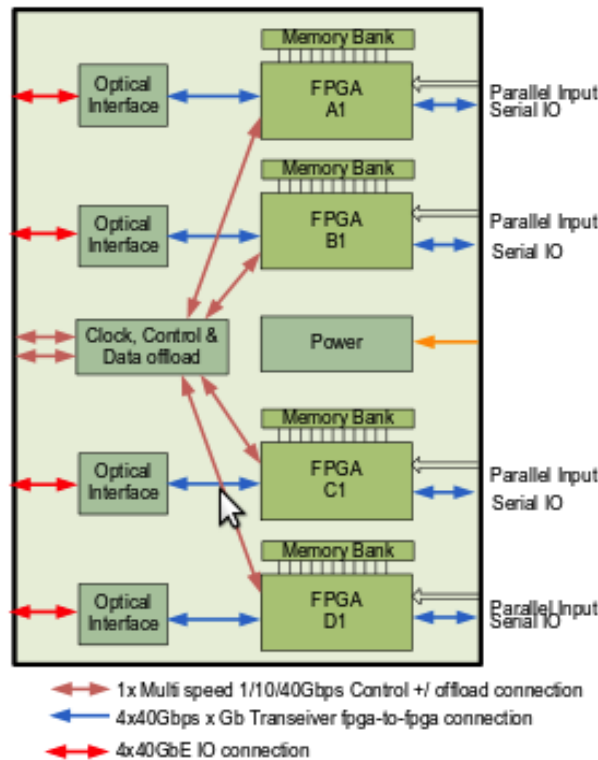 Memory Bank
Optical
Interface
FPGA
A1
Parallel Input
Serial IO
Memory Bank
Optical
Interface
FPGA
B1
Parallel Input
Serial IO
Clock, Control &
Data offload
Power
Memory Bank
Optical
Interface
FPGA
C1
Parallel Input
Serial IO
Memory Bank
Optical
Interface
FPGA
D1
Parallel Input
Serial IO
1x Multi speed 1/10/40Gbps Control +/ offload connection
4x40Gbps x Gb Transeiver fpga-to-fpga connection
4x40GbE IO connection